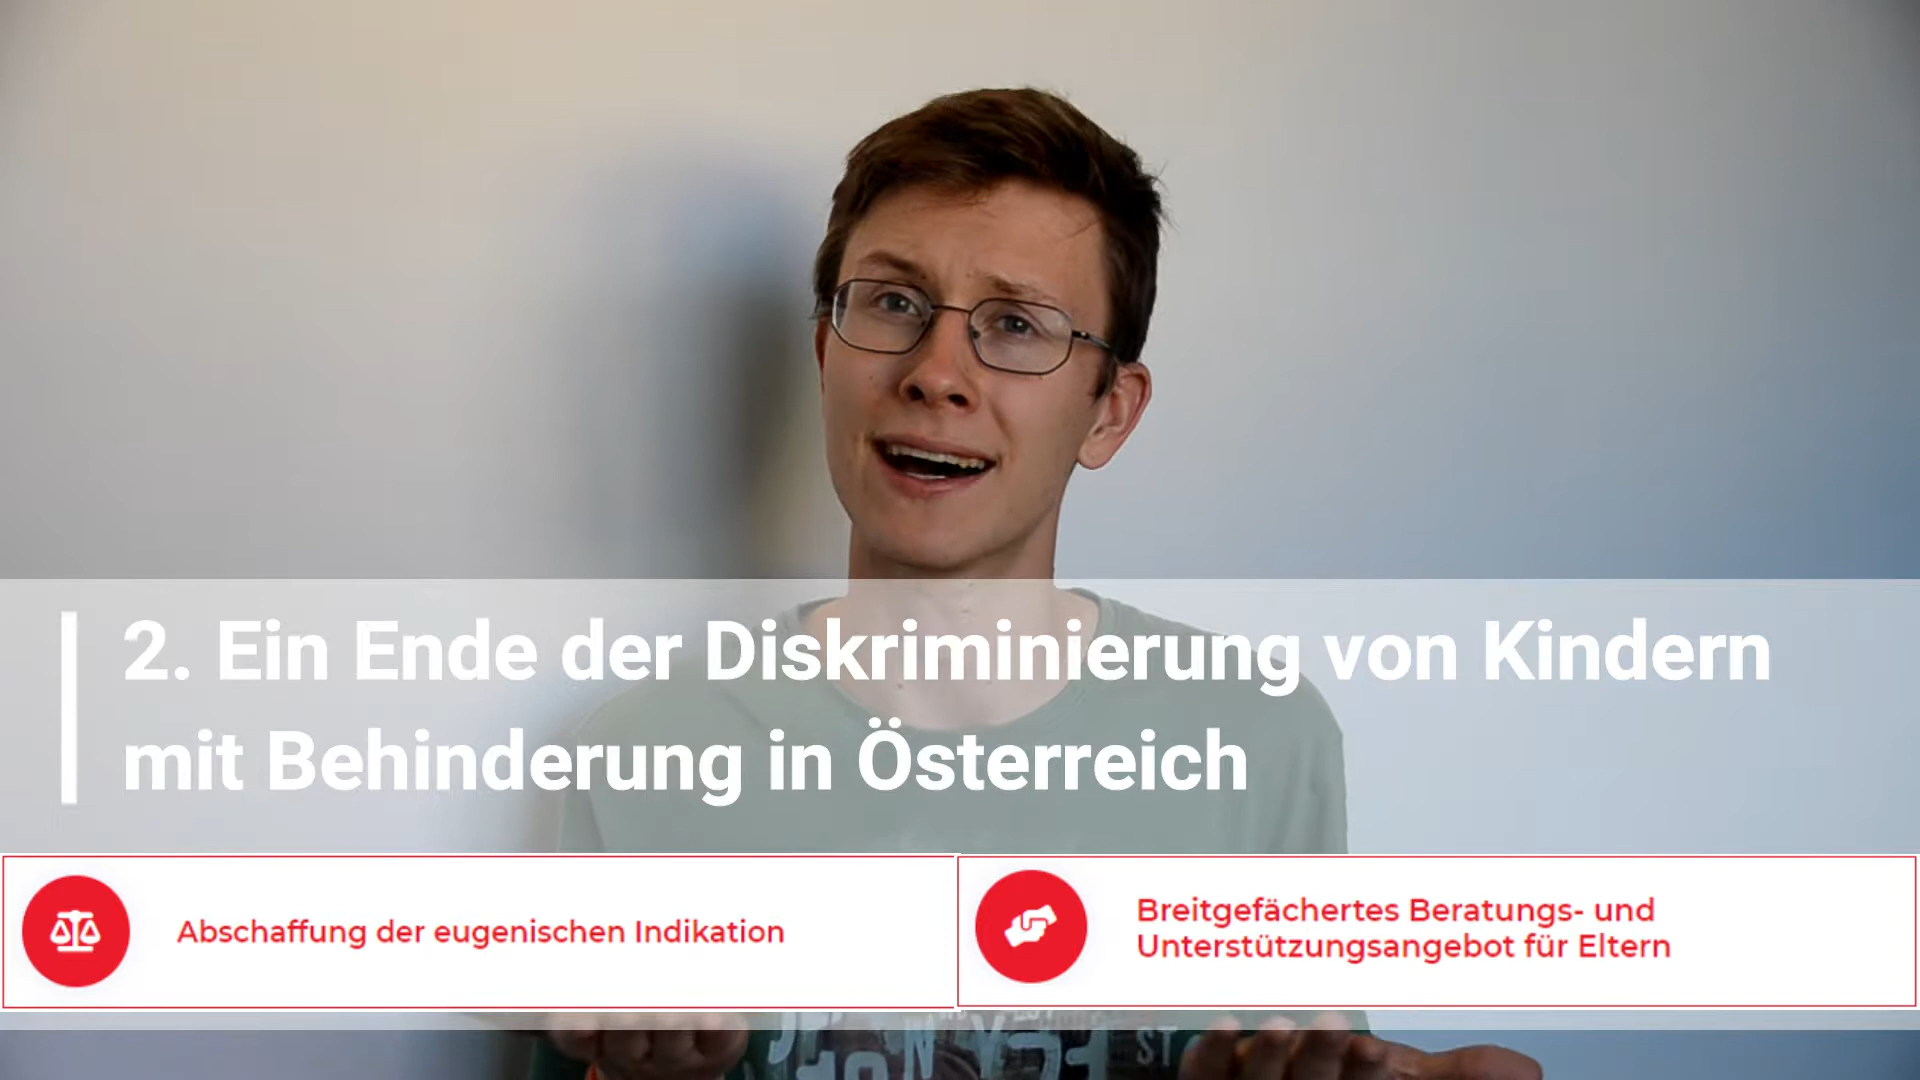 2. Ein Ende der Diskriminierung von Kindern
mit Behinderung in Österreich
Abschaffung der eugenischen Indikation
Breitgefächertes Beratungs- und
Unterstützungsangebot für Eltern
ST